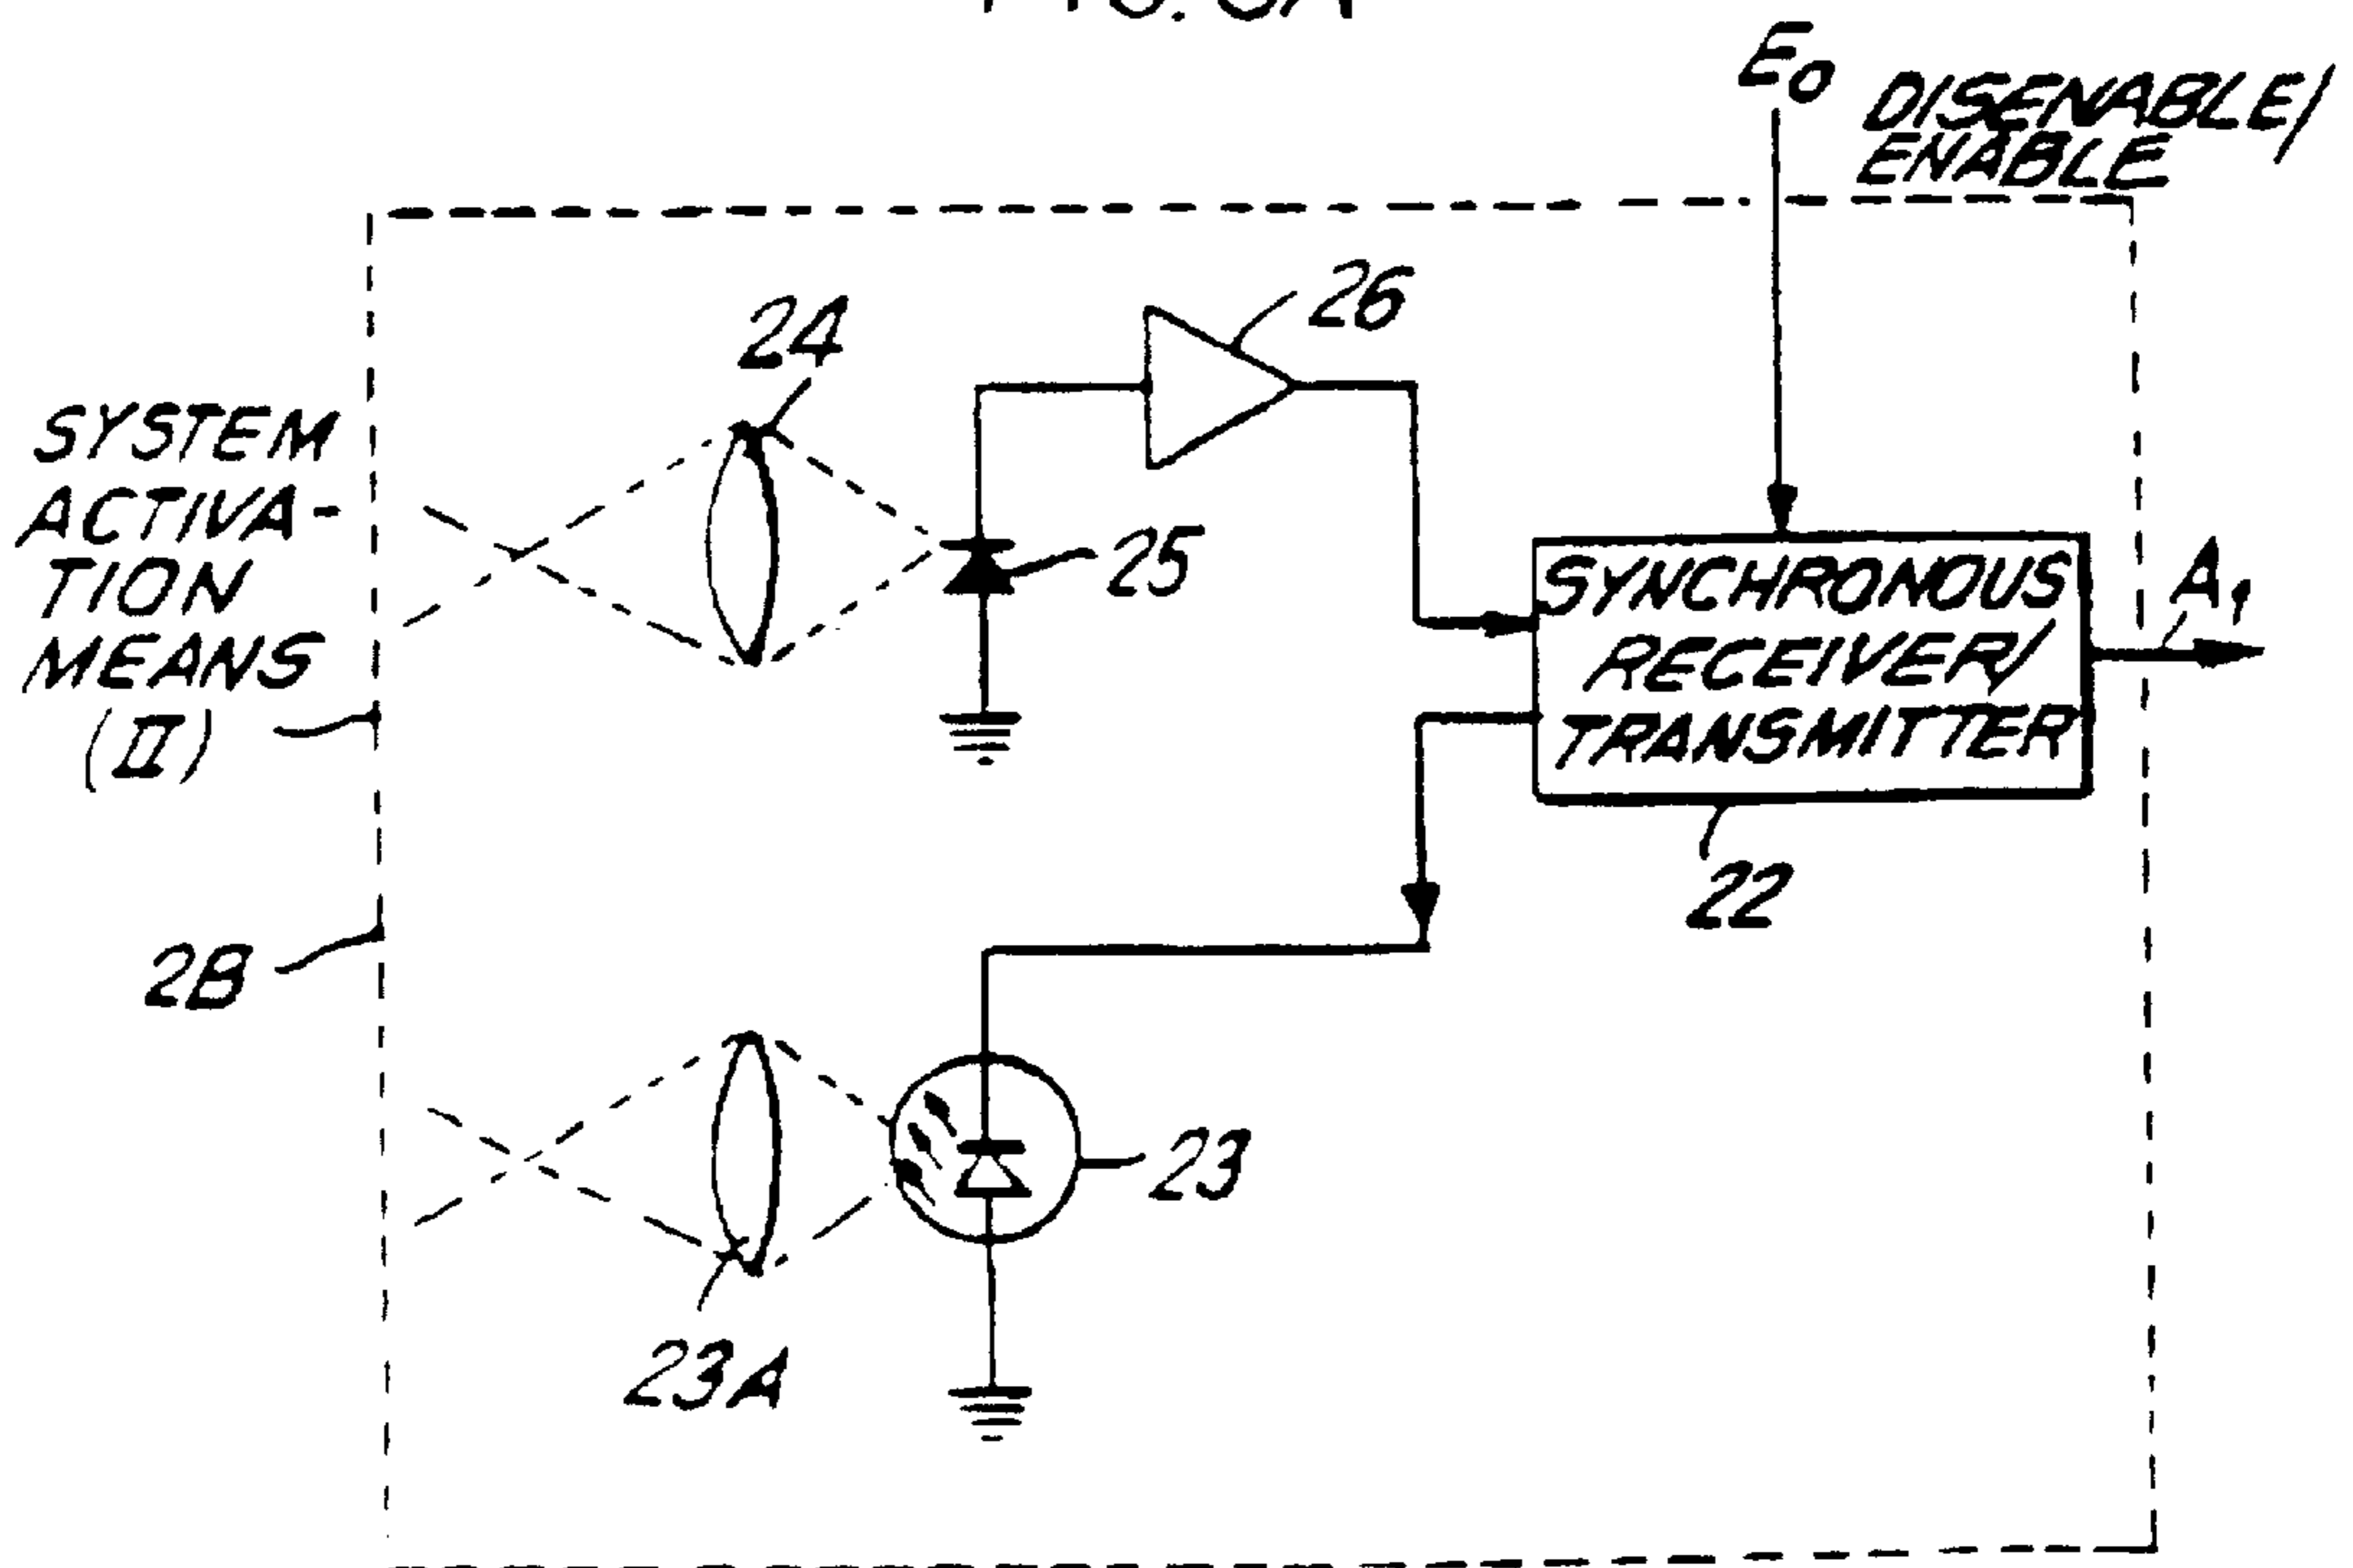 E0
DISENABLE/
ENABLE
26
24
SYSTEM
ACTIVA-
TION
MEANS
(II)
25
SYNCHRONOUS
RECEIVER/
TRANSMITTER
A1
22
2B
23
23A